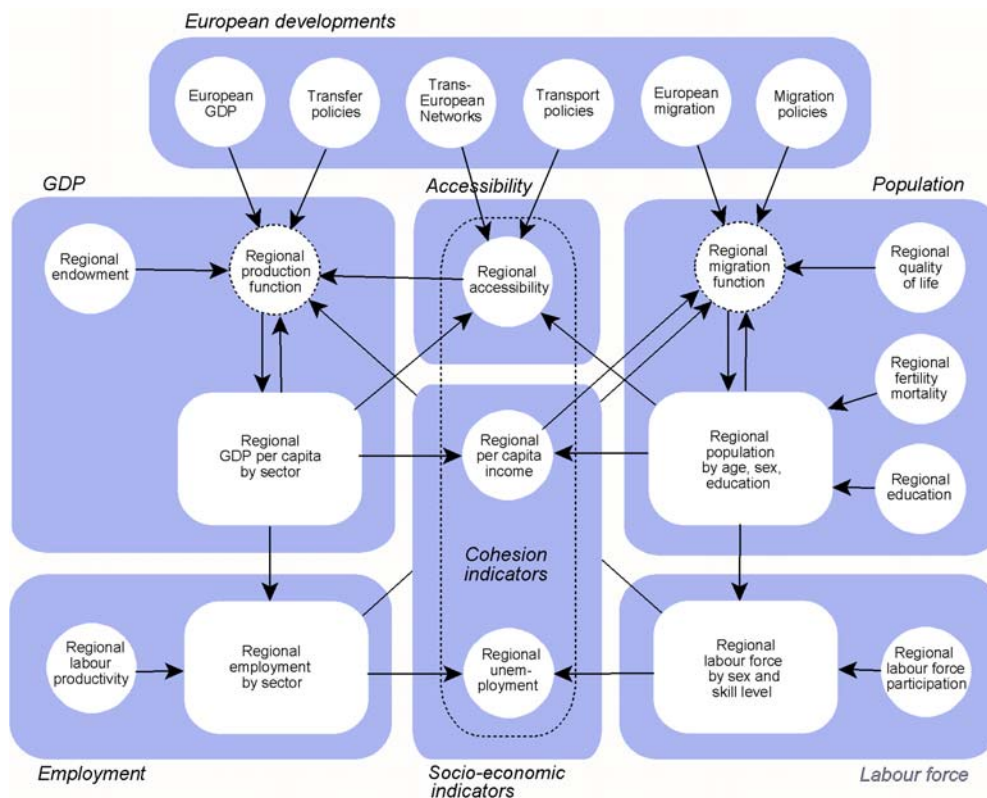 European developments
European
GDP
Transfer
policies
Trans-
European
Networks
Transport
policies
European
migration
Migration
policies
GDP
Accessibility
Population
Regional
endowment
Regional
production
function
Regional
accessibility
Regional
migration
function
Regional
quality
of life
Regional
fertility
mortality
Regional
GDP per capita
by sector
Regional
per capita
income
Regional
population
by age, sex,
education
Regional
education
Cohesion
indicators
Regional
labour
productivity
Regional
employment
by sector
Regional
unem-
ployment
Regional
labour force
by sex and
skill level
Regional
labour force
participation
Employment
Socio-economic
indicators
Labour force